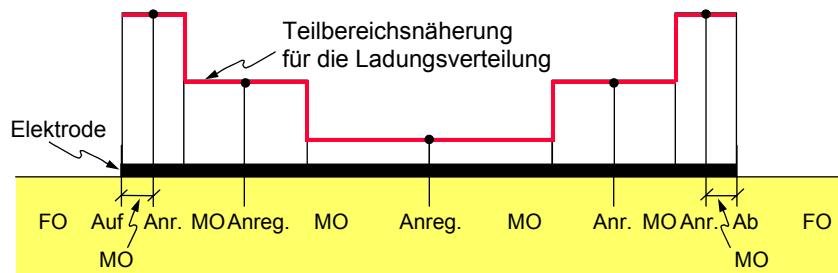 Teilbereichsnäherung
für die Ladungsverteilung
Elektrode
FO Auf Anr. MO Anreg. MO Anreg. MO Anr. MO Anr. Ab FO
MO MO